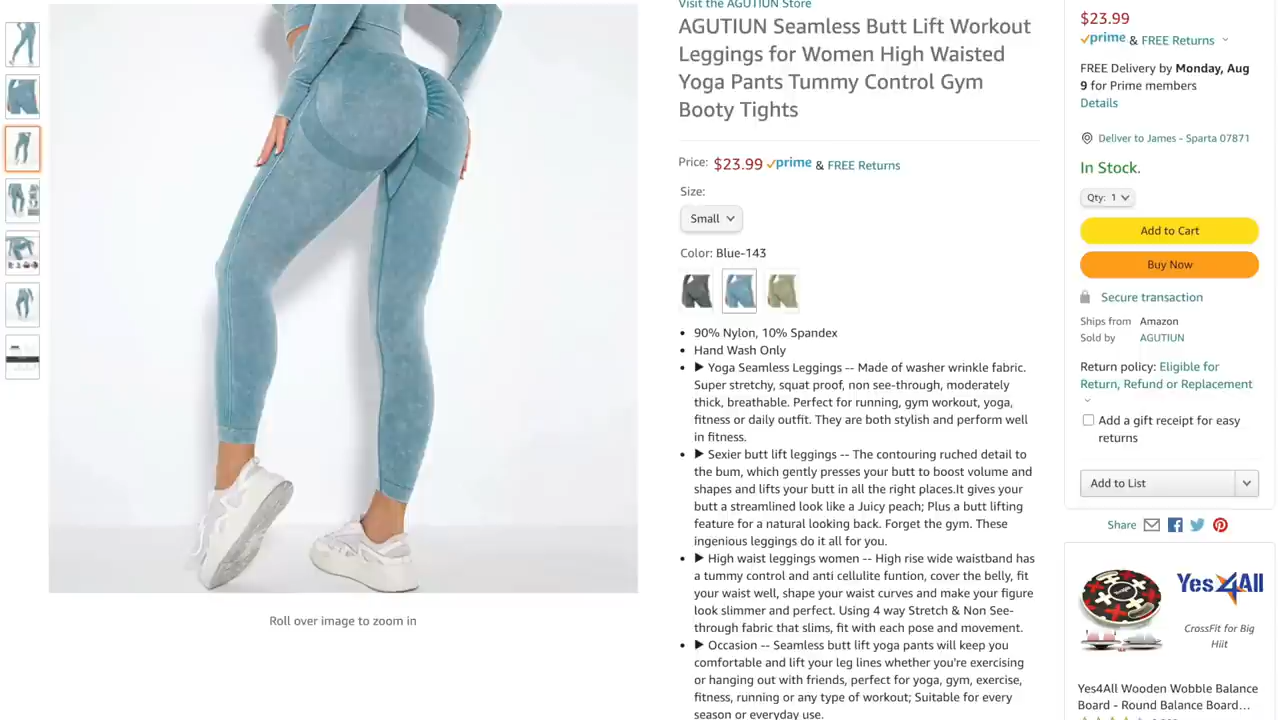 Visit the AGUTIUN Store
AGUTIUN Seamless Butt Lift Workout
Leggings for Women High Waisted
Yoga Pants Tummy Control Gym
Booty Tights
Price: $23.99 prime & FREE Returns
Size:
Small
Color: Blue-143
90% Nylon, 10% Spandex
Hand Wash Only
▶ Yoga Seamless Leggings -- Made of washer wrinkle fabric.
Super stretchy, squat proof, non see-through, moderately
thick, breathable. Perfect for running, gym workout, yoga,
fitness or daily outfit. They are both stylish and perform well
in fitness.
▶ Sexier butt lift leggings -- The contouring ruched detail to
the bum, which gently presses your butt to boost volume and
shapes and lifts your butt in all the right places.It gives your
butt a streamlined look like a Juicy peach; Plus a butt lifting
feature for a natural looking back. Forget the gym. These
ingenious leggings do it all for you.
▶ High waist leggings women -- High rise wide waistband has
a tummy control and anti cellulite funtion, cover the belly, fit
your waist well, shape your waist curves and make your figure
look slimmer and perfect. Using 4 way Stretch & Non See-
through fabric that slims, fit with each pose and movement.
▶ Occasion -- Seamless butt lift yoga pants will keep you
comfortable and lift your leg lines whether you're exercising
or hanging out with friends, perfect for yoga, gym, exercise,
fitness, running or any type of workout; Suitable for every
season or everyday use.
Roll over image to zoom in
$23.99
prime & FREE Returns
FREE Delivery by Monday, Aug
9 for Prime members
Details
Deliver to James - Sparta 07871
In Stock.
Qty: 1
Add to Cart
Buy Now
Secure transaction
Ships from Amazon
Sold by AGUTIUN
Return policy: Eligible for
Return, Refund or Replacement
Add a gift receipt for easy
returns
Add to List
Share
Yes4All
CrossFit for Big
Hiit
Yes4All Wooden Wobble Balance
Board - Round Balance Board…